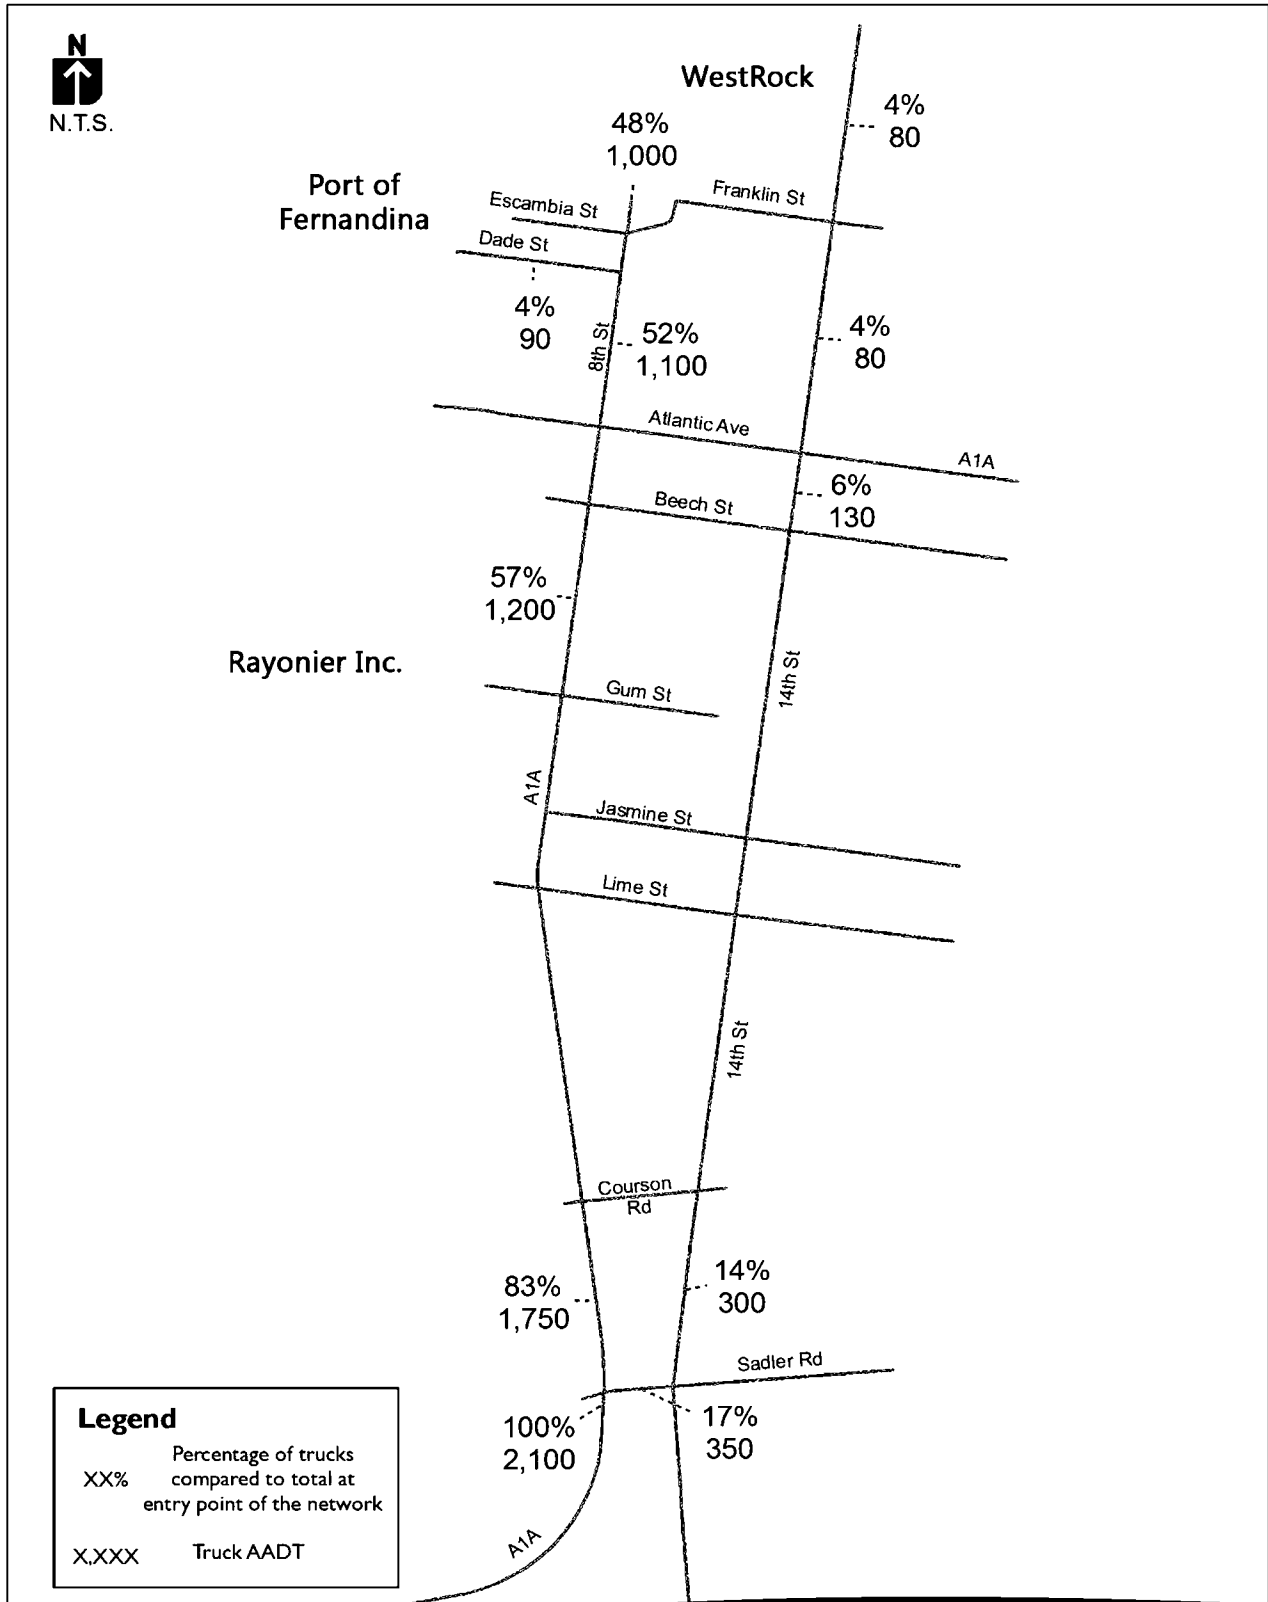 N
N.T.S.
WestRock
4%
80
48%
1,000
Port of
Fernandina
Escambia St
Franklin St
Dade St
4%
90
8th St
52%
1,100
4%
80
Atlantic Ave
A1A
6%
130
Beech St
57%
1,200
Rayonier Inc.
14th St
Gum St
A1A
Jasmine St
Lime St
14th St
Courson
Rd
83%
1,750
14%
300
Sadler Rd
100%
2,100
17%
350
A1A
Legend
XX%
Percentage of trucks
compared to total at
entry point of the network
X,XXX
Truck AADT